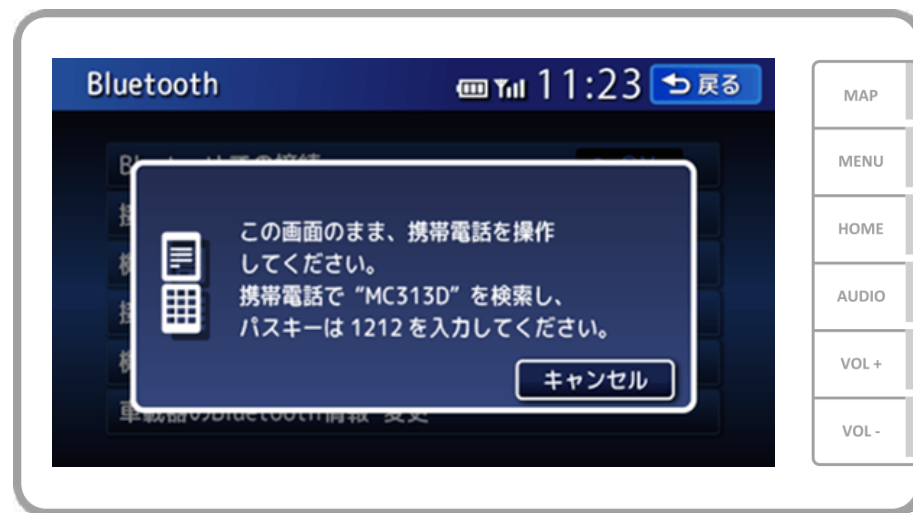 Bluetooth
11:23
戻る
この画面のまま、携帯電話を操作
してください。
携帯電話で “MC313D” を検索し、
パスキーは 1212 を入力してください。
キャンセル
MAP
MENU
HOME
AUDIO
VOL +
VOL -